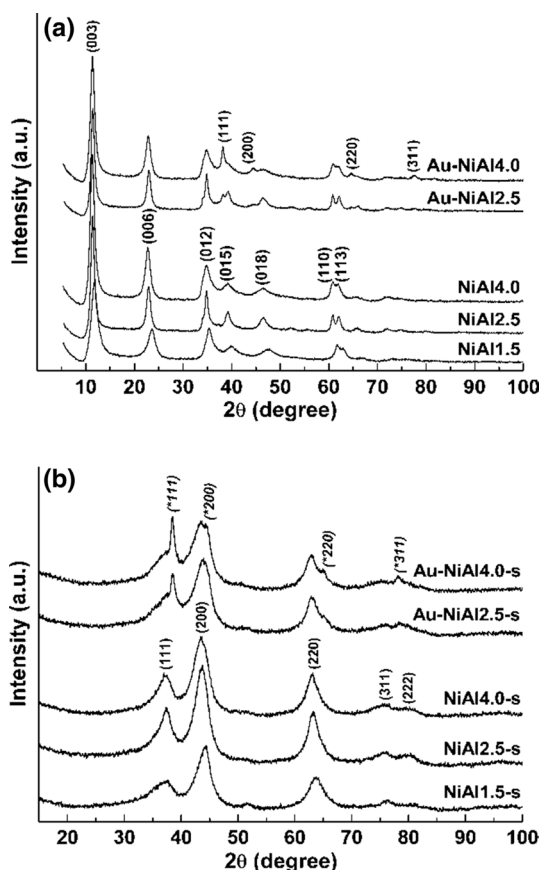 (a)
(003)
(111)
(200)
(220)
(311)
Au-NiAl4.0
Au-NiAl2.5
(006)
(012)
(015)
(018)
(110)
(113)
NiAl4.0
NiAl2.5
NiAl1.5
Intensity (a.u.)
0 10 20 30 40 50 60 70 80 90 100
2θ (degree)
(b)
(*111)
(*200)
(*220)
(*311)
Au-NiAl4.0-s
Au-NiAl2.5-s
(111)
(200)
(220)
(311)
(222)
NiAl4.0-s
NiAl2.5-s
NiAl1.5-s
Intensity (a.u.)
20 30 40 50 60 70 80 90 100
2θ (degree)